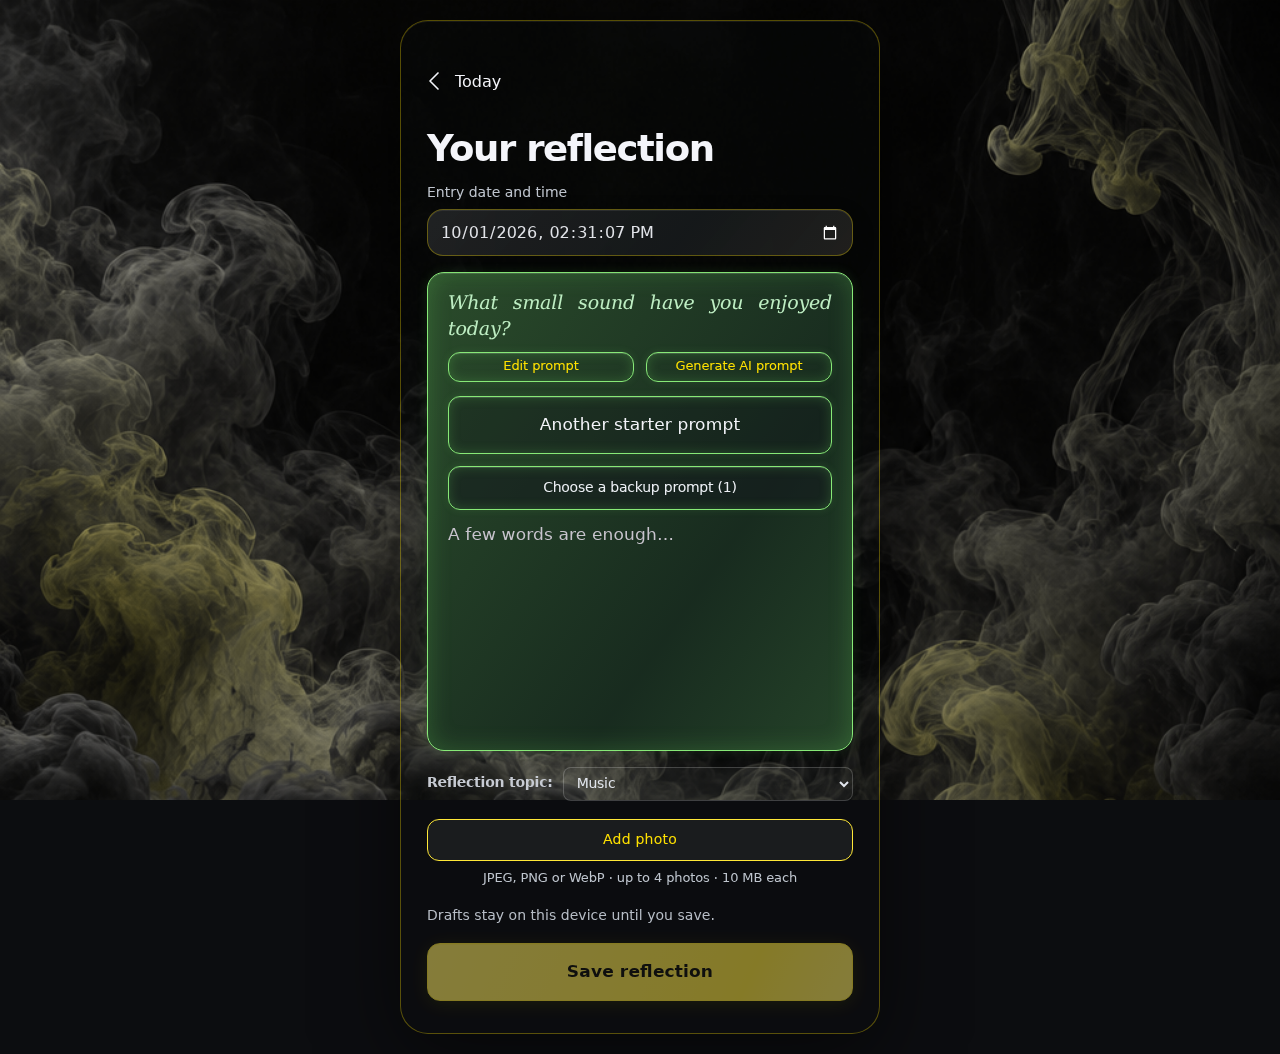 Today
Your reflection
Entry date and time
10/01/2026, 02:31:07 PM
What small sound have you enjoyed
today?
Edit prompt
Generate AI prompt
Another starter prompt
Choose a backup prompt (1)
A few words are enough...
Reflection topic:
Music
Add photo
JPEG, PNG or WebP · up to 4 photos · 10 MB each
Drafts stay on this device until you save.
Save reflection